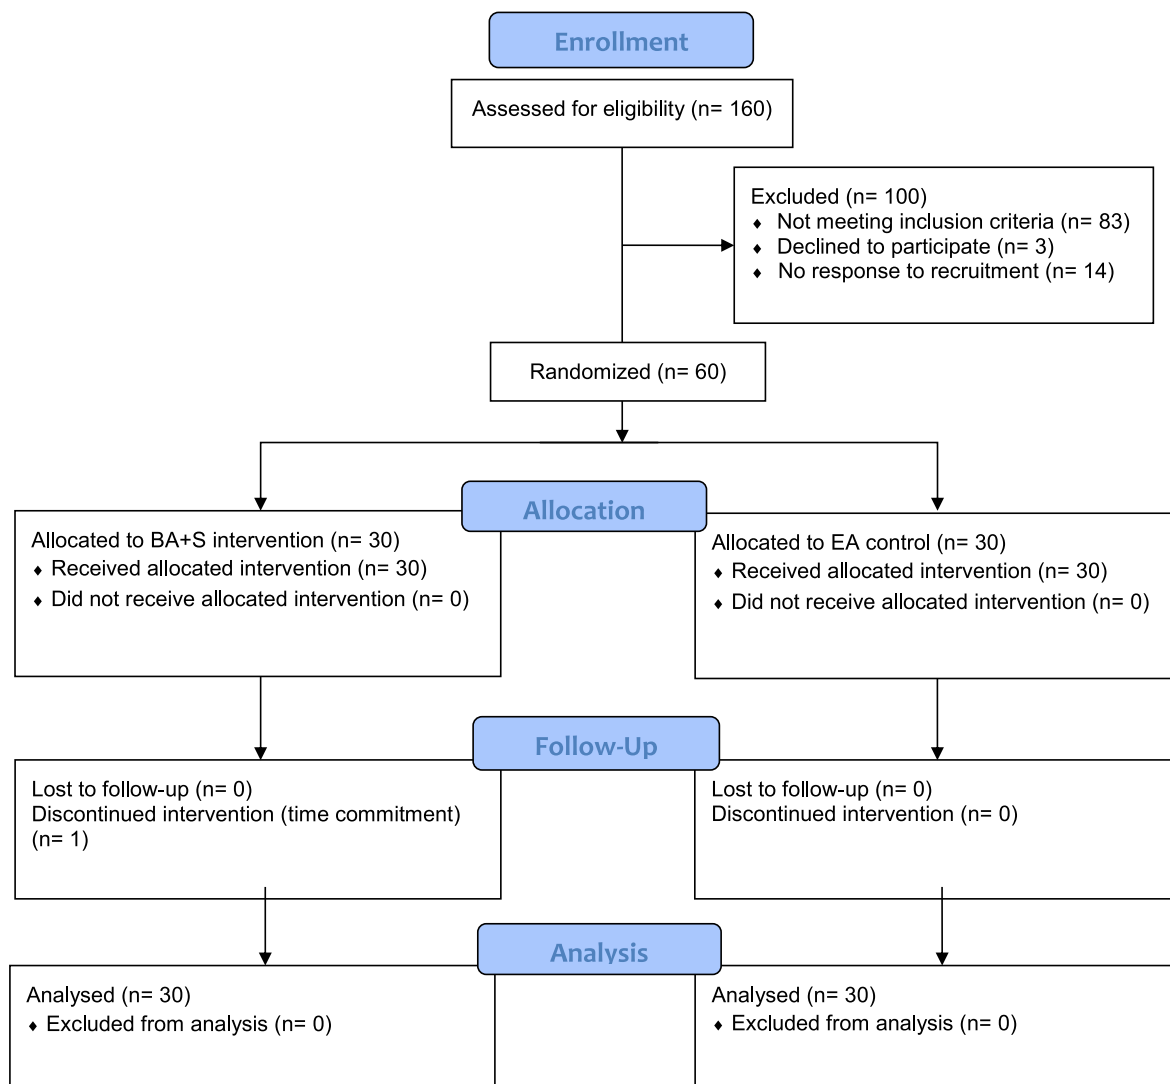 Enrollment
Assessed for eligibility (n= 160)
Excluded (n= 100)
♦ Not meeting inclusion criteria (n= 83)
♦ Declined to participate (n= 3)
♦ No response to recruitment (n= 14)
Randomized (n= 60)
Allocation
Allocated to BA+S intervention (n= 30)
♦ Received allocated intervention (n= 30)
♦ Did not receive allocated intervention (n= 0)
Allocated to EA control (n= 30)
♦ Received allocated intervention (n= 30)
♦ Did not receive allocated intervention (n= 0)
Follow-Up
Lost to follow-up (n= 0)
Discontinued intervention (time commitment)
(n= 1)
Lost to follow-up (n= 0)
Discontinued intervention (n= 0)
Analysis
Analysed (n= 30)
♦ Excluded from analysis (n= 0)
Analysed (n= 30)
♦ Excluded from analysis (n= 0)